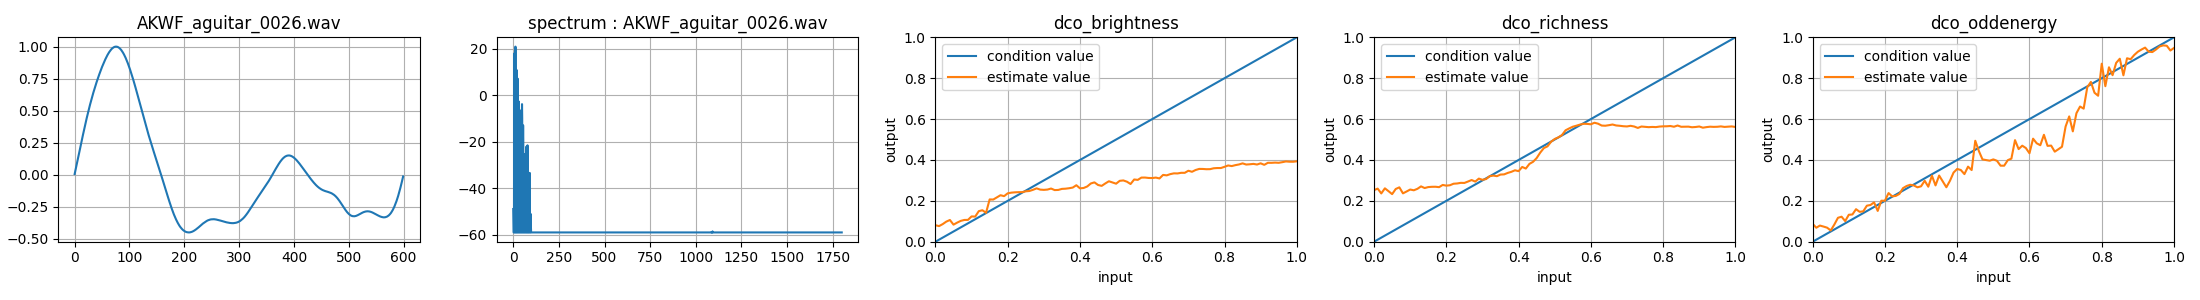 AKWF_aguitar_0026.wav
1.00
0.75
0.50
0.25
0.00
−0.25
−0.50
0 100 200 300 400 500 600
spectrum : AKWF_aguitar_0026.wav
20
0
−20
−40
−60
0 250 500 750 1000 1250 1500 1750
dco_brightness
condition value
estimate value
output
1.0
0.8
0.6
0.4
0.2
0.0
0.0 0.2 0.4 0.6 0.8 1.0
input
dco_richness
condition value
estimate value
output
1.0
0.8
0.6
0.4
0.2
0.0
0.0 0.2 0.4 0.6 0.8 1.0
input
dco_oddenergy
condition value
estimate value
output
1.0
0.8
0.6
0.4
0.2
0.0
0.0 0.2 0.4 0.6 0.8 1.0
input